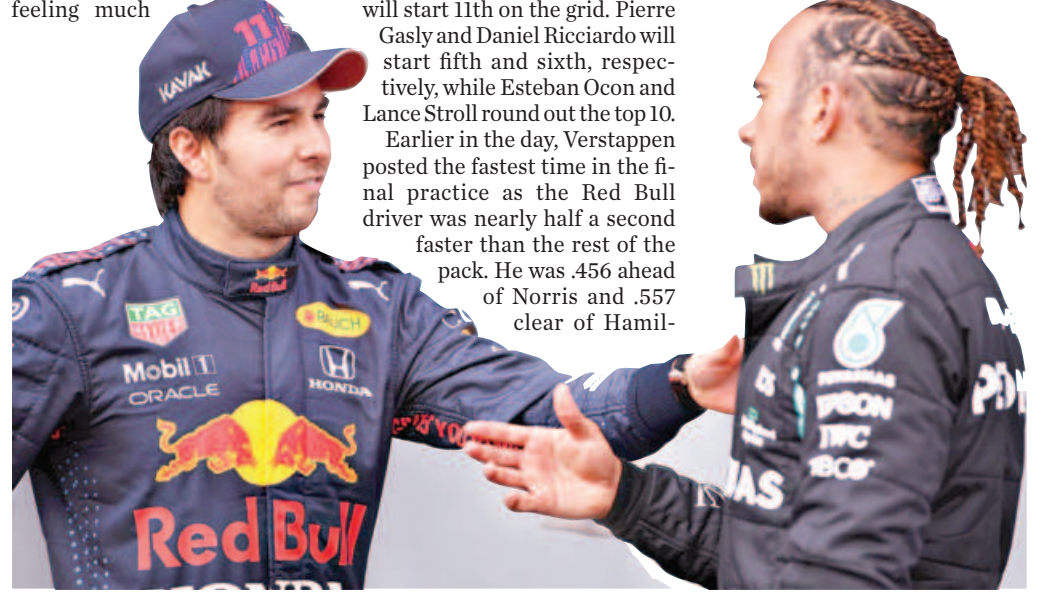 feeling much
will start 11th on the grid. Pierre
Gasly and Daniel Ricciardo will
start fifth and sixth, respec-
tively, while Esteban Ocon and
Lance Stroll round out the top 10.
Earlier in the day, Verstappen
posted the fastest time in the fi-
nal practice as the Red Bull
driver was nearly half a second
faster than the rest of the
pack. He was .456 ahead
of Norris and .557
clear of Hamil-
11
KAYAK
Red Bull
TAG
HEUER
BAUCH
Mobil 1
ORACLE
HONDA
Red Bull
PETRONAS
EPSON
IWC